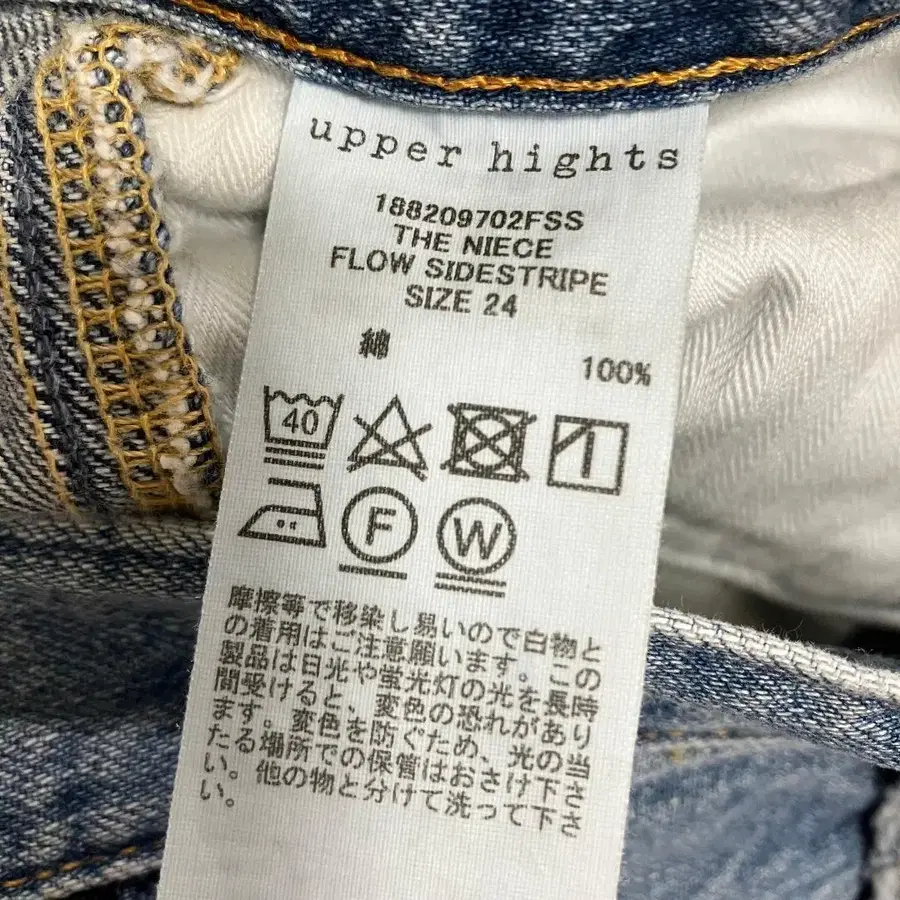 upper hights
188209702FSS
THE NIECE
FLOW SIDESTRIPE
SIZE 24
綿 100%
40
F W
摩擦等で移染し易いので白物と
の着用はご注意願います。この
製品は日光や蛍光灯の光を長時
間受けると、変色の恐れがあり
ます。変色を防ぐため、光の当
たる場所での保管はおさけ下さ
い。他の物と分けて洗って下さ
い。